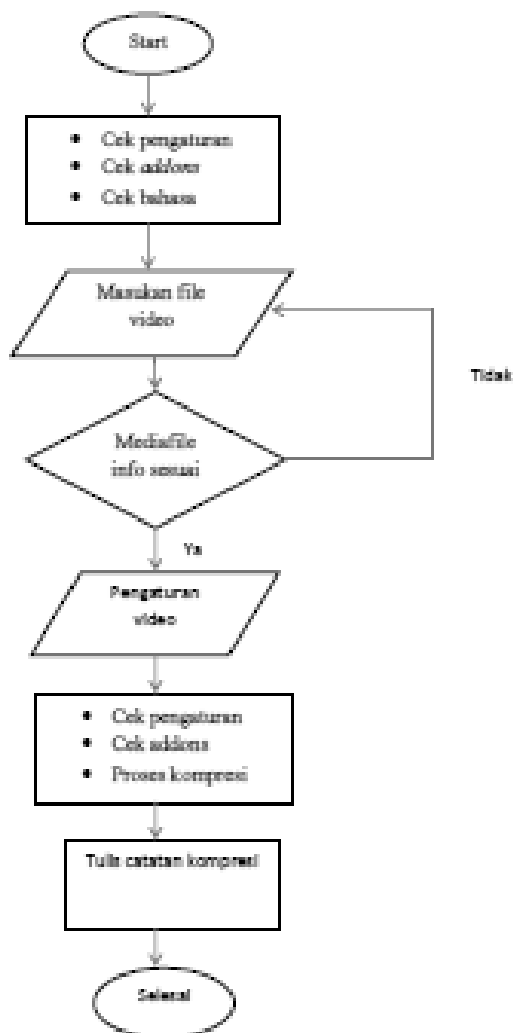 Start
• Cek pengaturan
• Cek addons
• Cek bahasa
Masukan file
video
Tidak
Mediafile
info sesuai
Ya
Pengaturan
video
• Cek pengaturan
• Cek addons
• Proses kompresi
Tulis catatan kompresi
Selesai